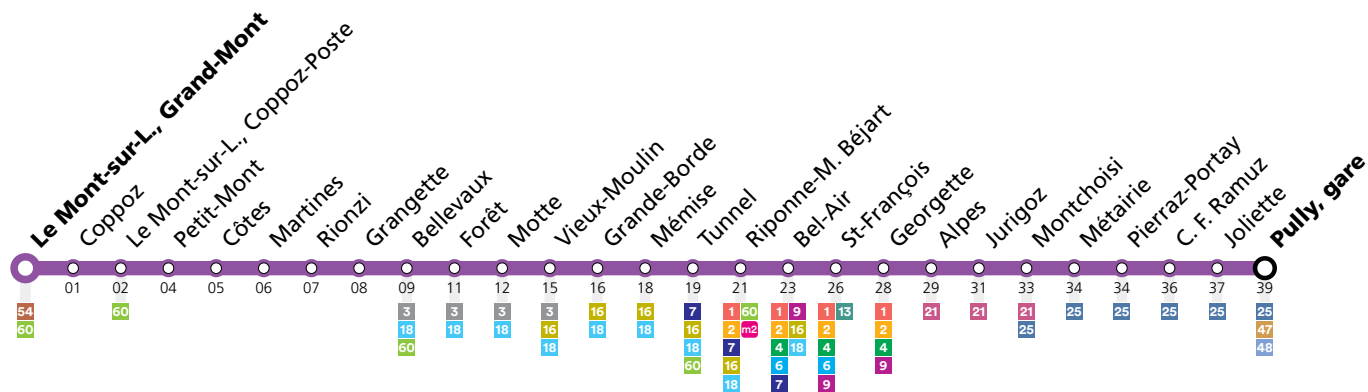 Le Mont-sur-L., Grand-Mont
Coppoz
Le Mont-sur-L., Coppoz-Poste
Petit-Mont
Côtes
Martines
Rionzi
Grangette
Bellevaux
Forêt
Motte
Vieux-Moulin
Grande-Borde
Mémise
Tunnel
Riponne-M. Béjart
Bel-Air
St-François
Georgette
Alpes
Jurigoz
Montchoisi
Métairie
Pierraz-Portay
C. F. Ramuz
Joliette
Pully, gare
01 02 04 05 06 07 08 09 11 12 15 16 18 19 21 23 26 28 29 31 33 34 34 36 37 39
54 60 3 3 3 3 16 16 7 1 60 1 9 1 13 1 21 21 21 25 25 25 25 25
60 18 18 18 16 18 18 16 2 m2 2 16 2 2 25 47
60 18 18 7 4 18 4 4 48
60 16 6 6 9
18 7 9